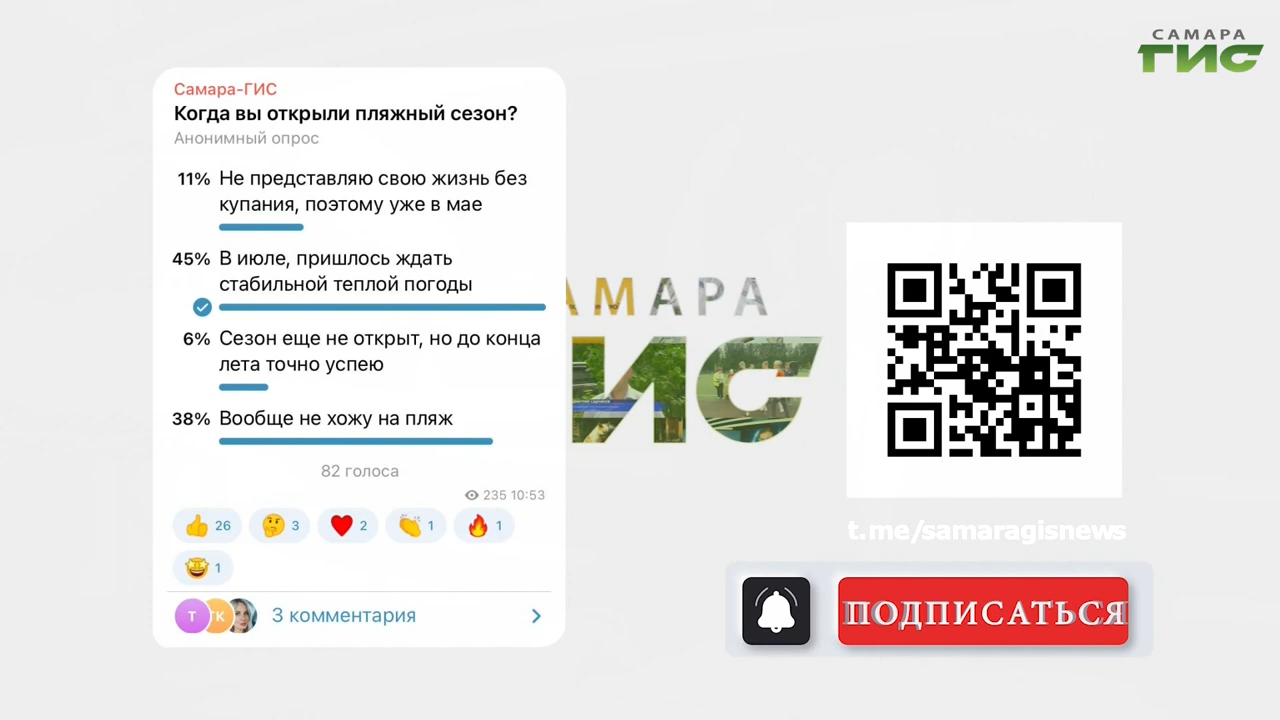 САМАРА
ГИС
Самара-ГИС
Когда вы открыли пляжный сезон?
Анонимный опрос
11% Не представляю свою жизнь без
купания, поэтому уже в мае
45% В июле, пришлось ждать
стабильной теплой погоды
6% Сезон еще не открыт, но до конца
лета точно успею
38% Вообще не хожу на пляж
82 голоса
235 10:53
26 3 2 1 1
1
Т ТК 3 комментария
АМАРА
ИС
t.me/samaragisnews
ПОДПИСАТЬСЯ